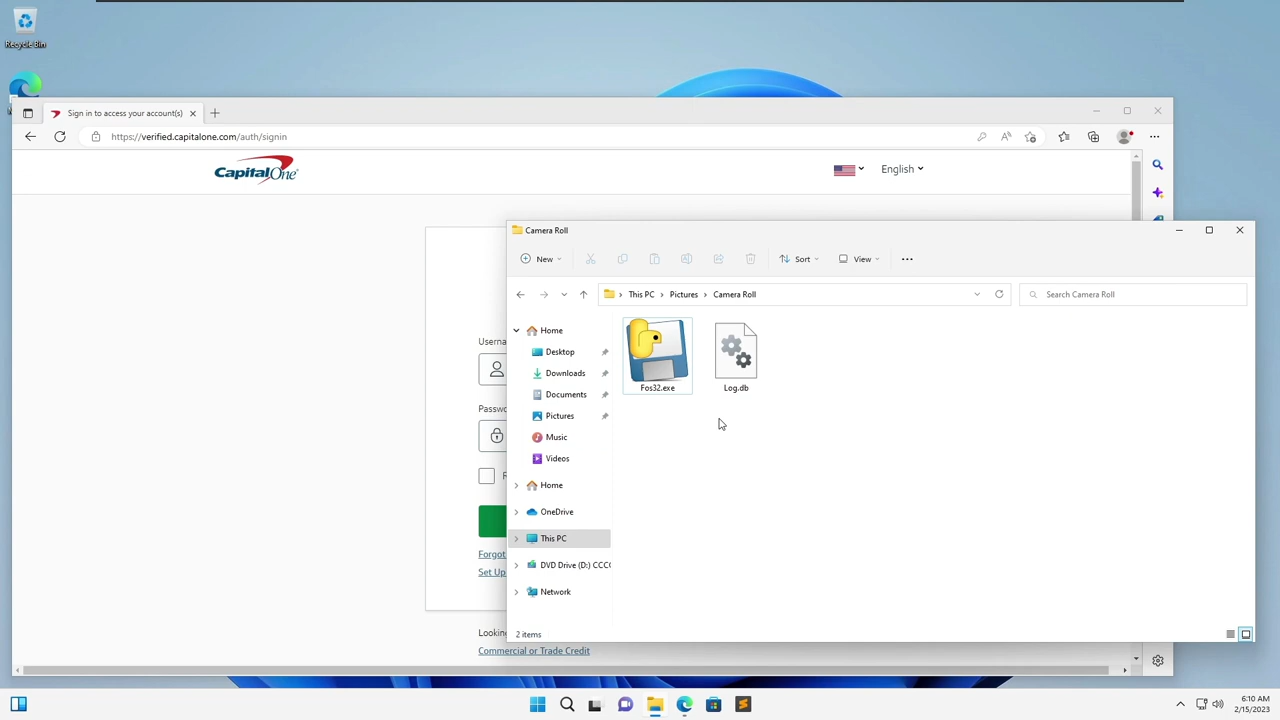 Recycle Bin
Sign in to access your account(s)
https://verified.capitalone.com/auth/signin
Capital One
English
Camera Roll
New
Sort
View
This PC
Pictures
Camera Roll
Search Camera Roll
Home
Desktop
Downloads
Documents
Pictures
Music
Videos
Home
OneDrive
This PC
DVD Drive (D:) CCC
Network
Fos32.exe
Log.db
2 items
Userna
Passwo
R
Forgot
Set Up
Lookin
Commercial or Trade Credit
6:10 AM
2/15/2023